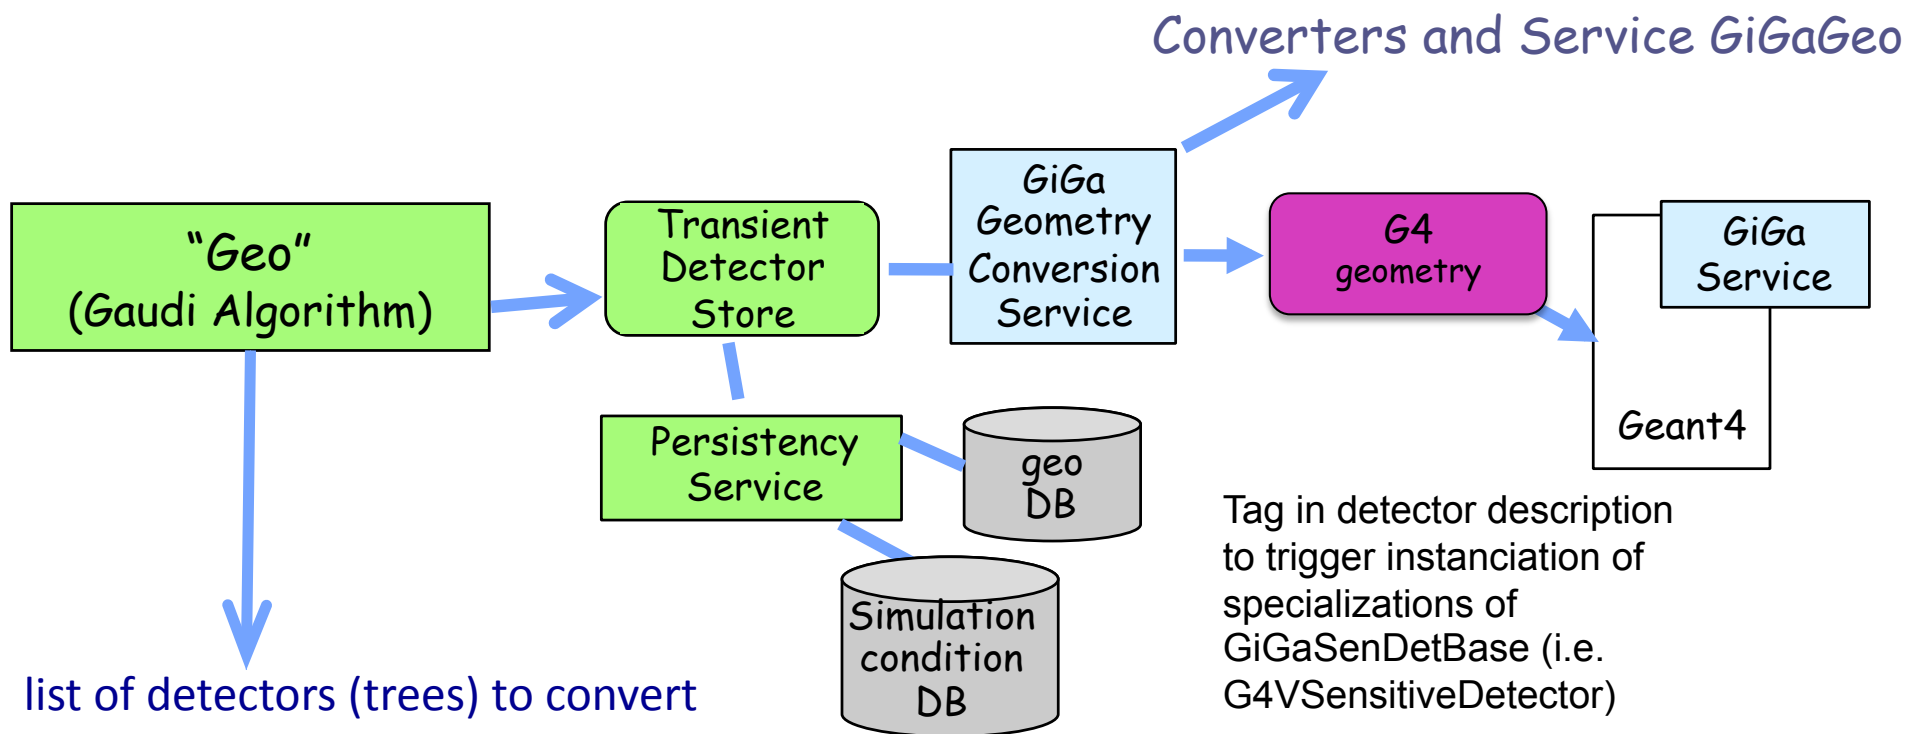 Converters and Service GiGaGeo
"Geo"
(Gaudi Algorithm)
Transient
Detector
Store
GiGa
Geometry
Conversion
Service
G4
geometry
GiGa
Service
Geant4
Persistency
Service
geo
DB
Simulation
condition
DB
Tag in detector description
to trigger instanciation of
specializations of
GiGaSenDetBase (i.e.
G4VSensitiveDetector)
list of detectors (trees) to convert